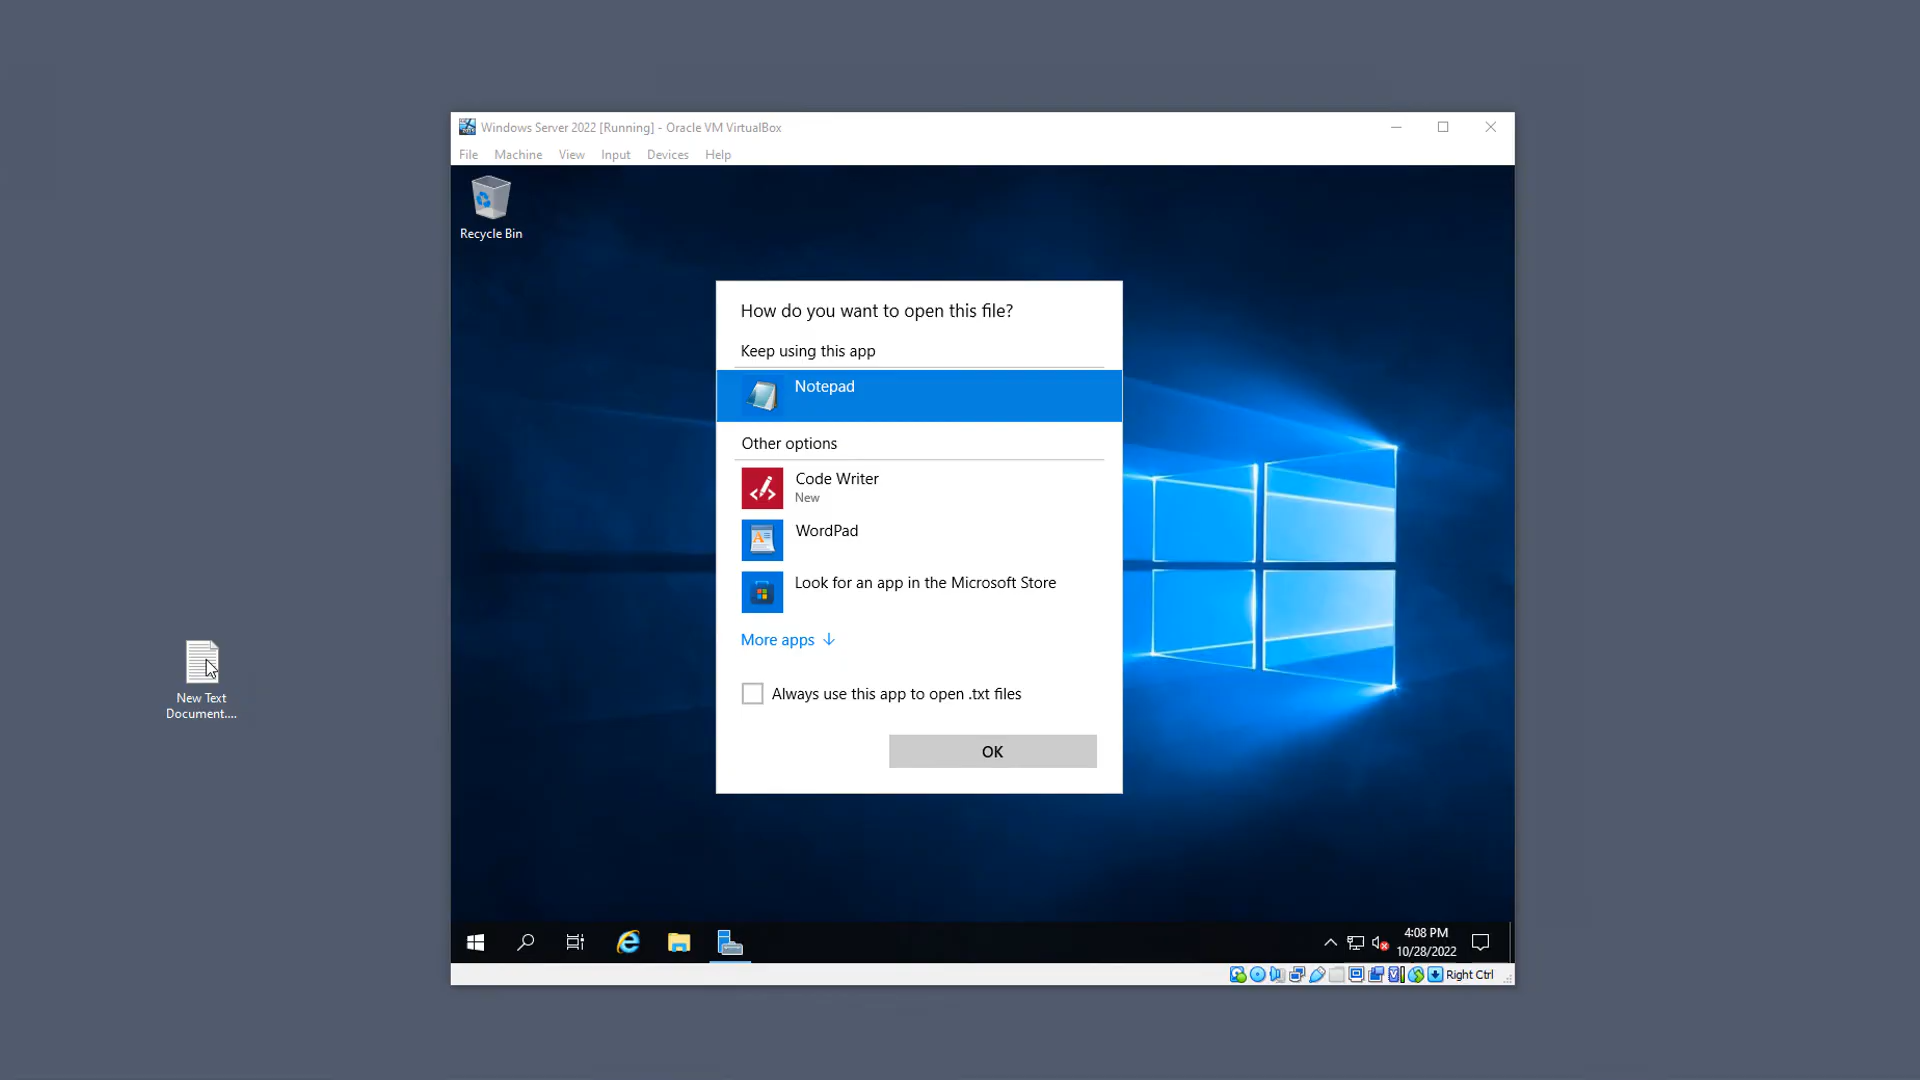 Windows Server 2022 [Running] - Oracle VM VirtualBox
File Machine View Input Devices Help
Recycle Bin
How do you want to open this file?
Keep using this app
Notepad
Other options
Code Writer
New
WordPad
Look for an app in the Microsoft Store
More apps
Always use this app to open .txt files
OK
New Text
Document....
4:08 PM
10/28/2022
Right Ctrl